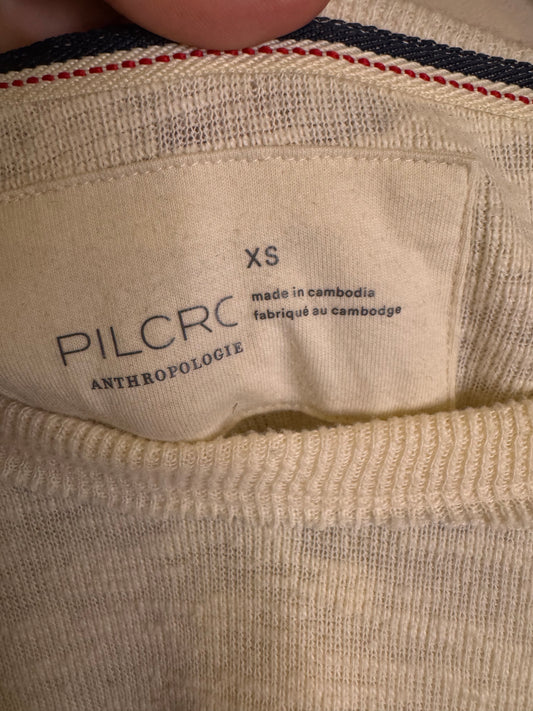 XS
made in cambodia
fabriqué au cambodge
PILCRO
ANTHROPOLOGIE